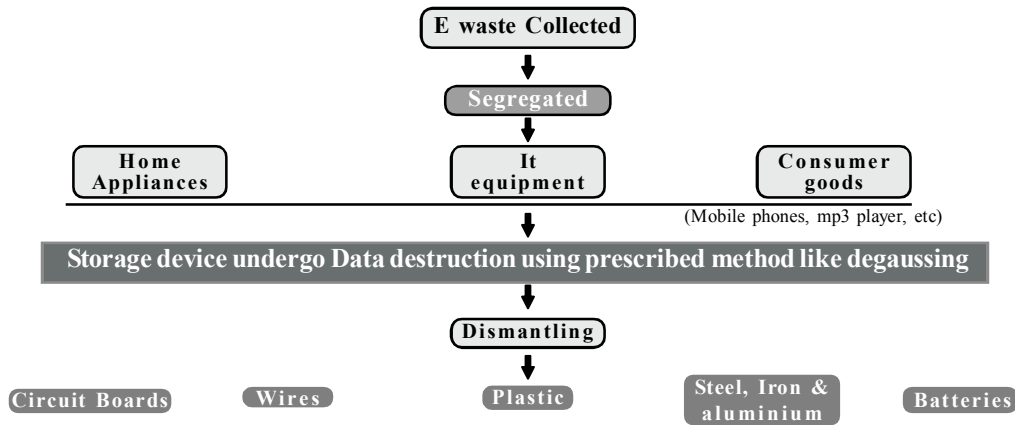 E waste Collected
Segregated
Home
Appliances
It
equipment
Consumer
goods
(Mobile phones, mp3 player, etc)
Storage device undergo Data destruction using prescribed method like degaussing
Dismantling
Circuit Boards
Wires
Plastic
Steel, Iron &
aluminium
Batteries